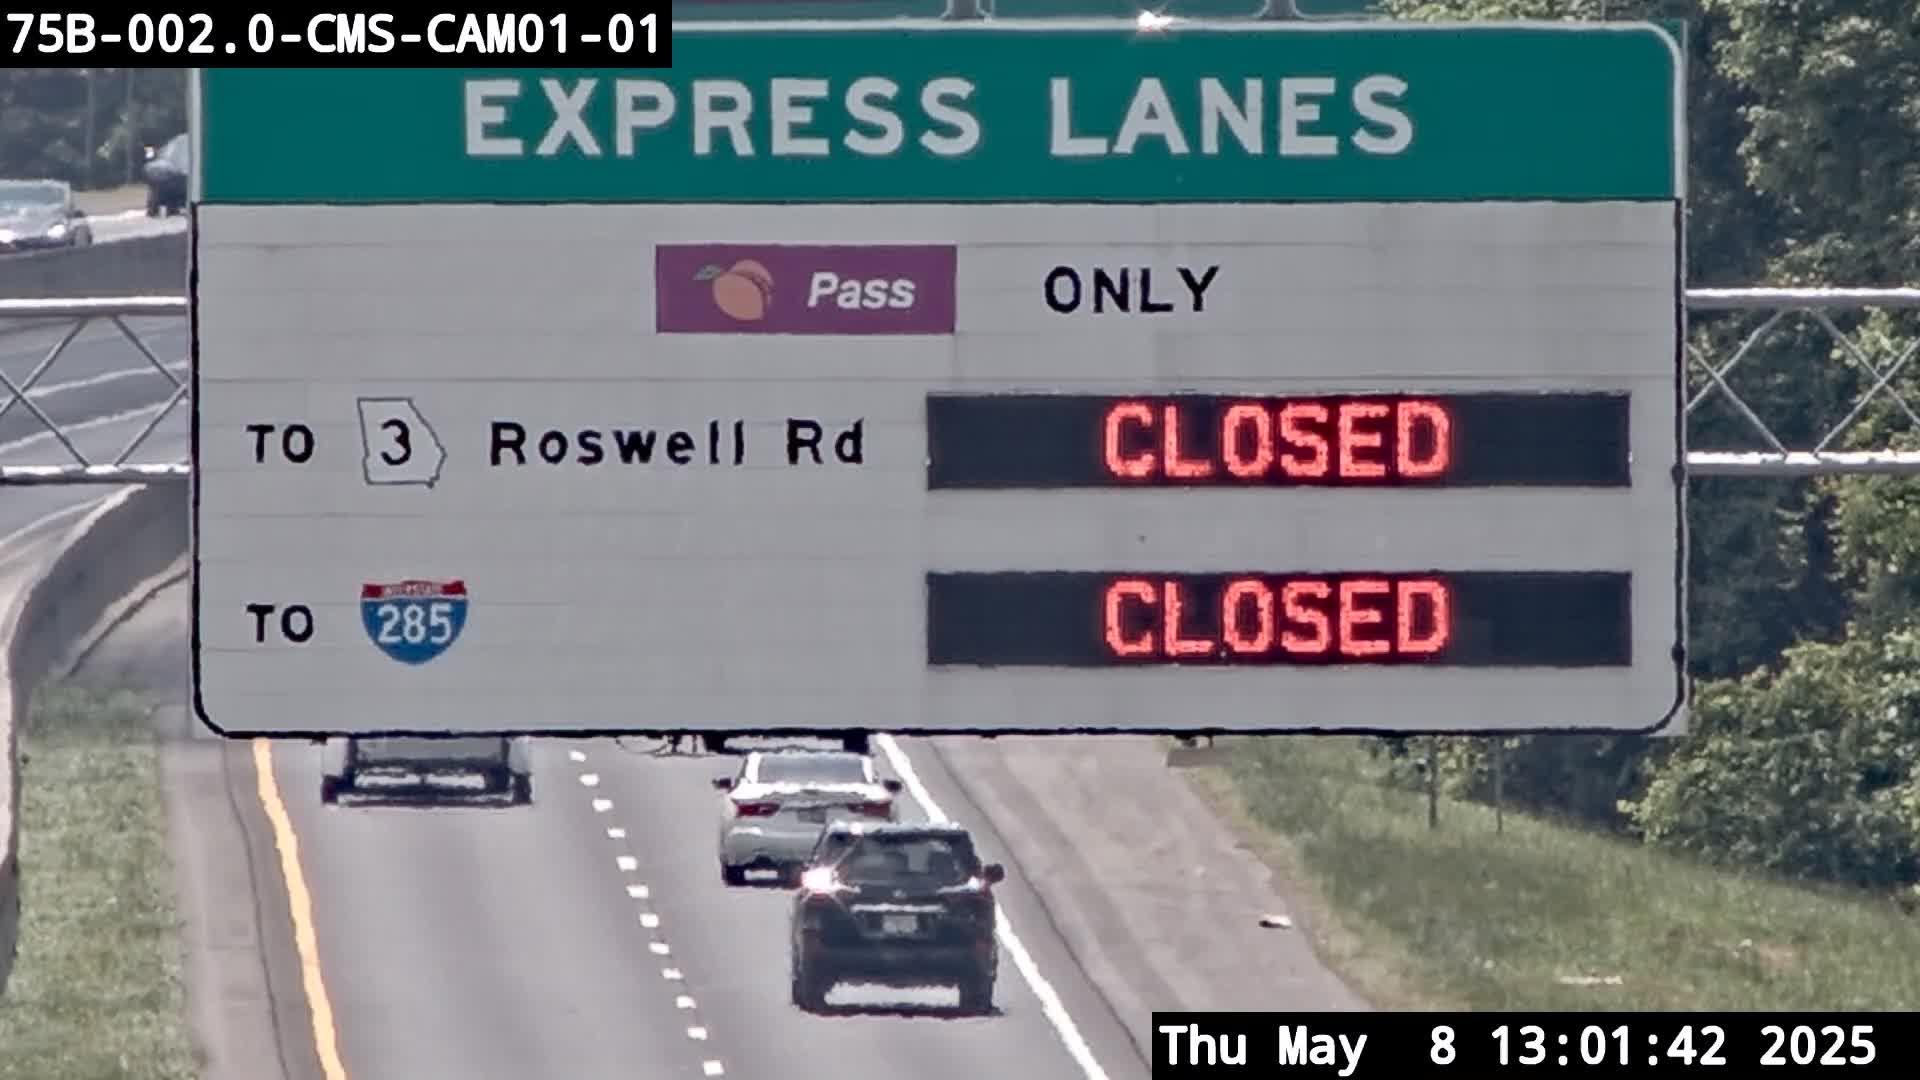 75B-002.0-CMS-CAM01-01
EXPRESS LANES
Pass ONLY
TO 3 Roswell Rd CLOSED
TO INTERSTATE 285 CLOSED
Thu May 8 13:01:42 2025